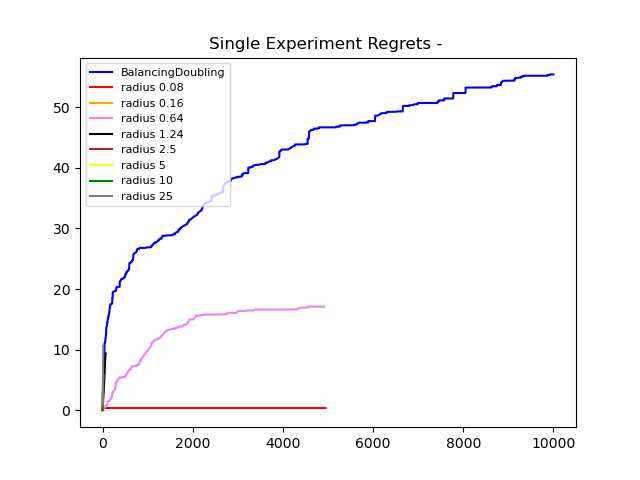 Single Experiment Regrets -
BalancingDoubling
radius 0.08
radius 0.16
radius 0.64
radius 1.24
radius 2.5
radius 5
radius 10
radius 25
50
40
30
20
10
0
0 2000 4000 6000 8000 10000